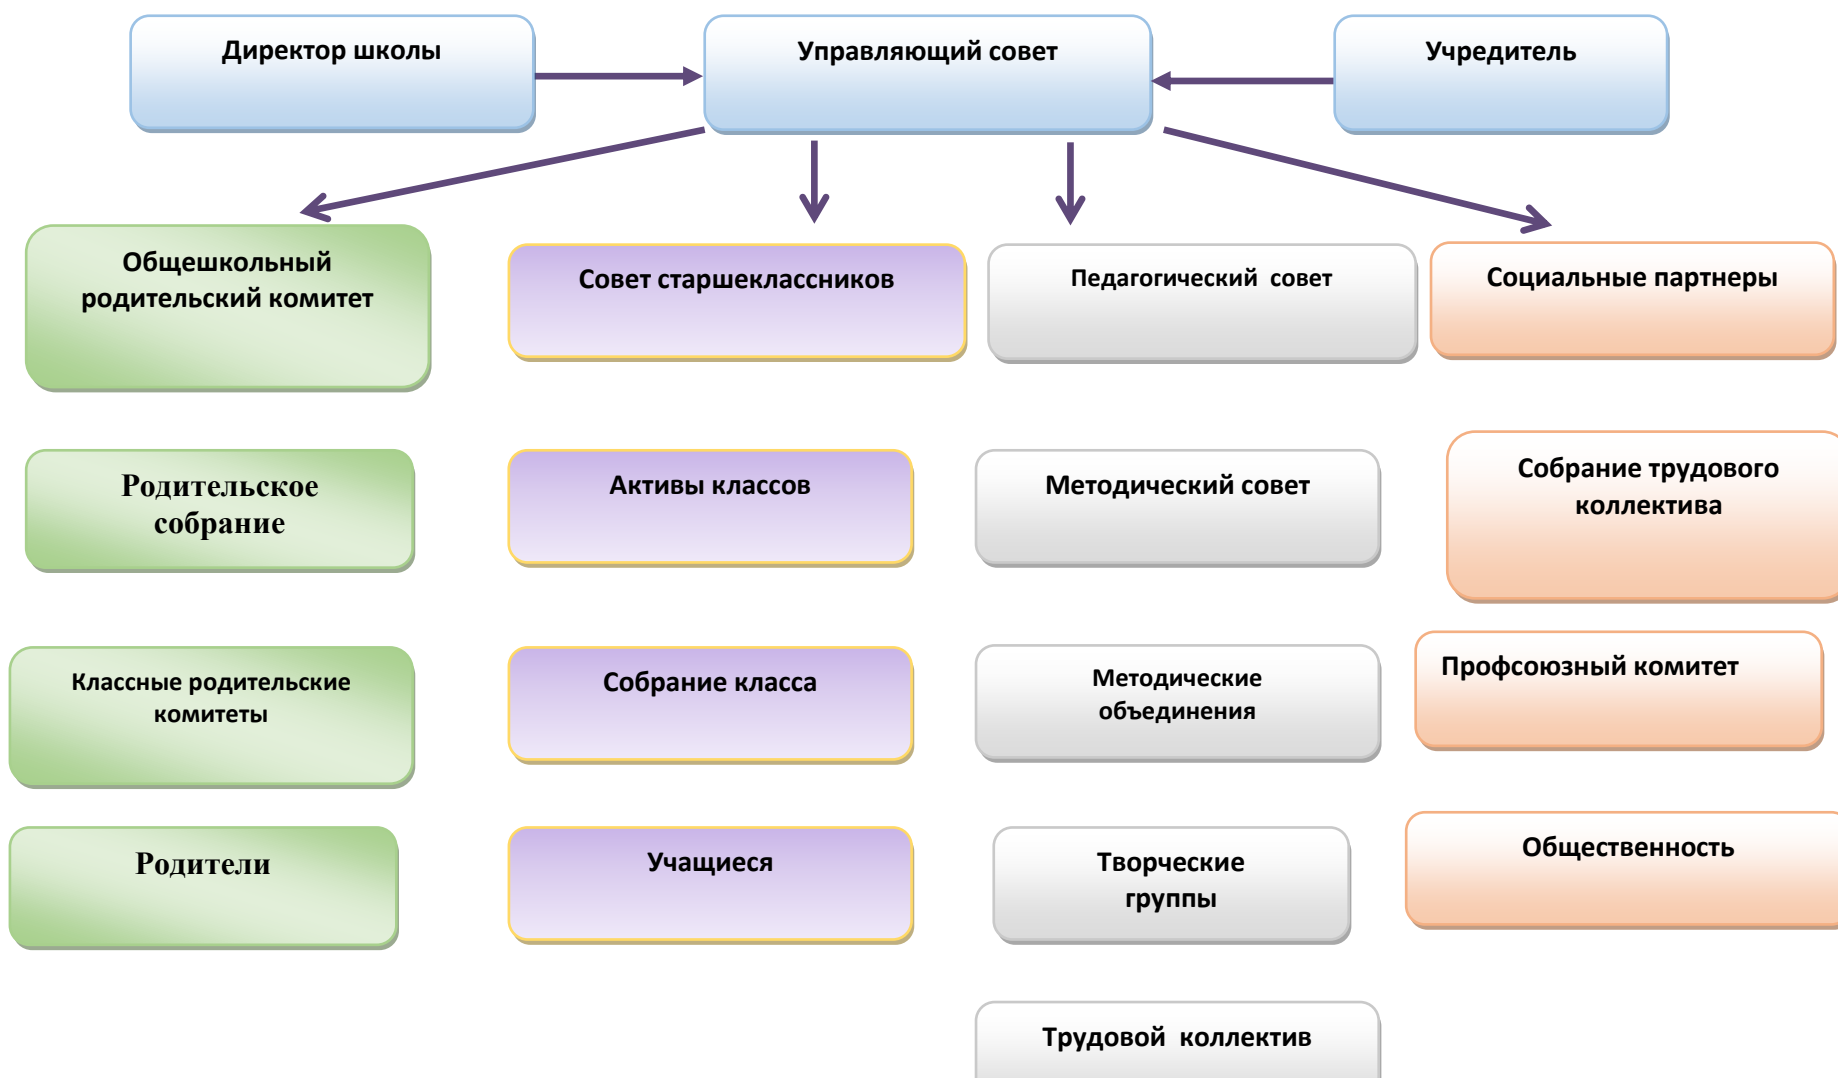 Директор школы
Управляющий совет
Учредитель
Общешкольный
родительский комитет
Совет старшеклассников
Педагогический  совет
Социальные партнеры
Родительское
собрание
Активы классов
Методический совет
Собрание трудового
коллектива
Классные родительские
комитеты
Собрание класса
Методические
объединения
Профсоюзный комитет
Родители
Учащиеся
Творческие
группы
Общественность
Трудовой  коллектив